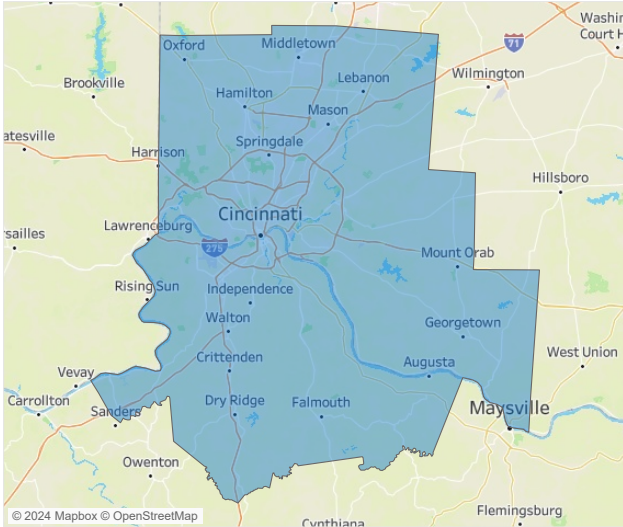 Washin
Court H
71
Oxford
Middletown
Brookville
Lebanon
Wilmington
Hamilton
Mason
atesville
Springdale
Harrison
Hillsboro
Cincinnati
Lawrenceburg
rsailles
275
Mount Orab
Rising Sun
Independence
Walton
Georgetown
West Union
Crittenden
Augusta
Vevay
Carrollton
Sanders
Dry Ridge
Falmouth
Maysville
Owenton
Flemingsburg
Cynthiana
© 2024 Mapbox © OpenStreetMap